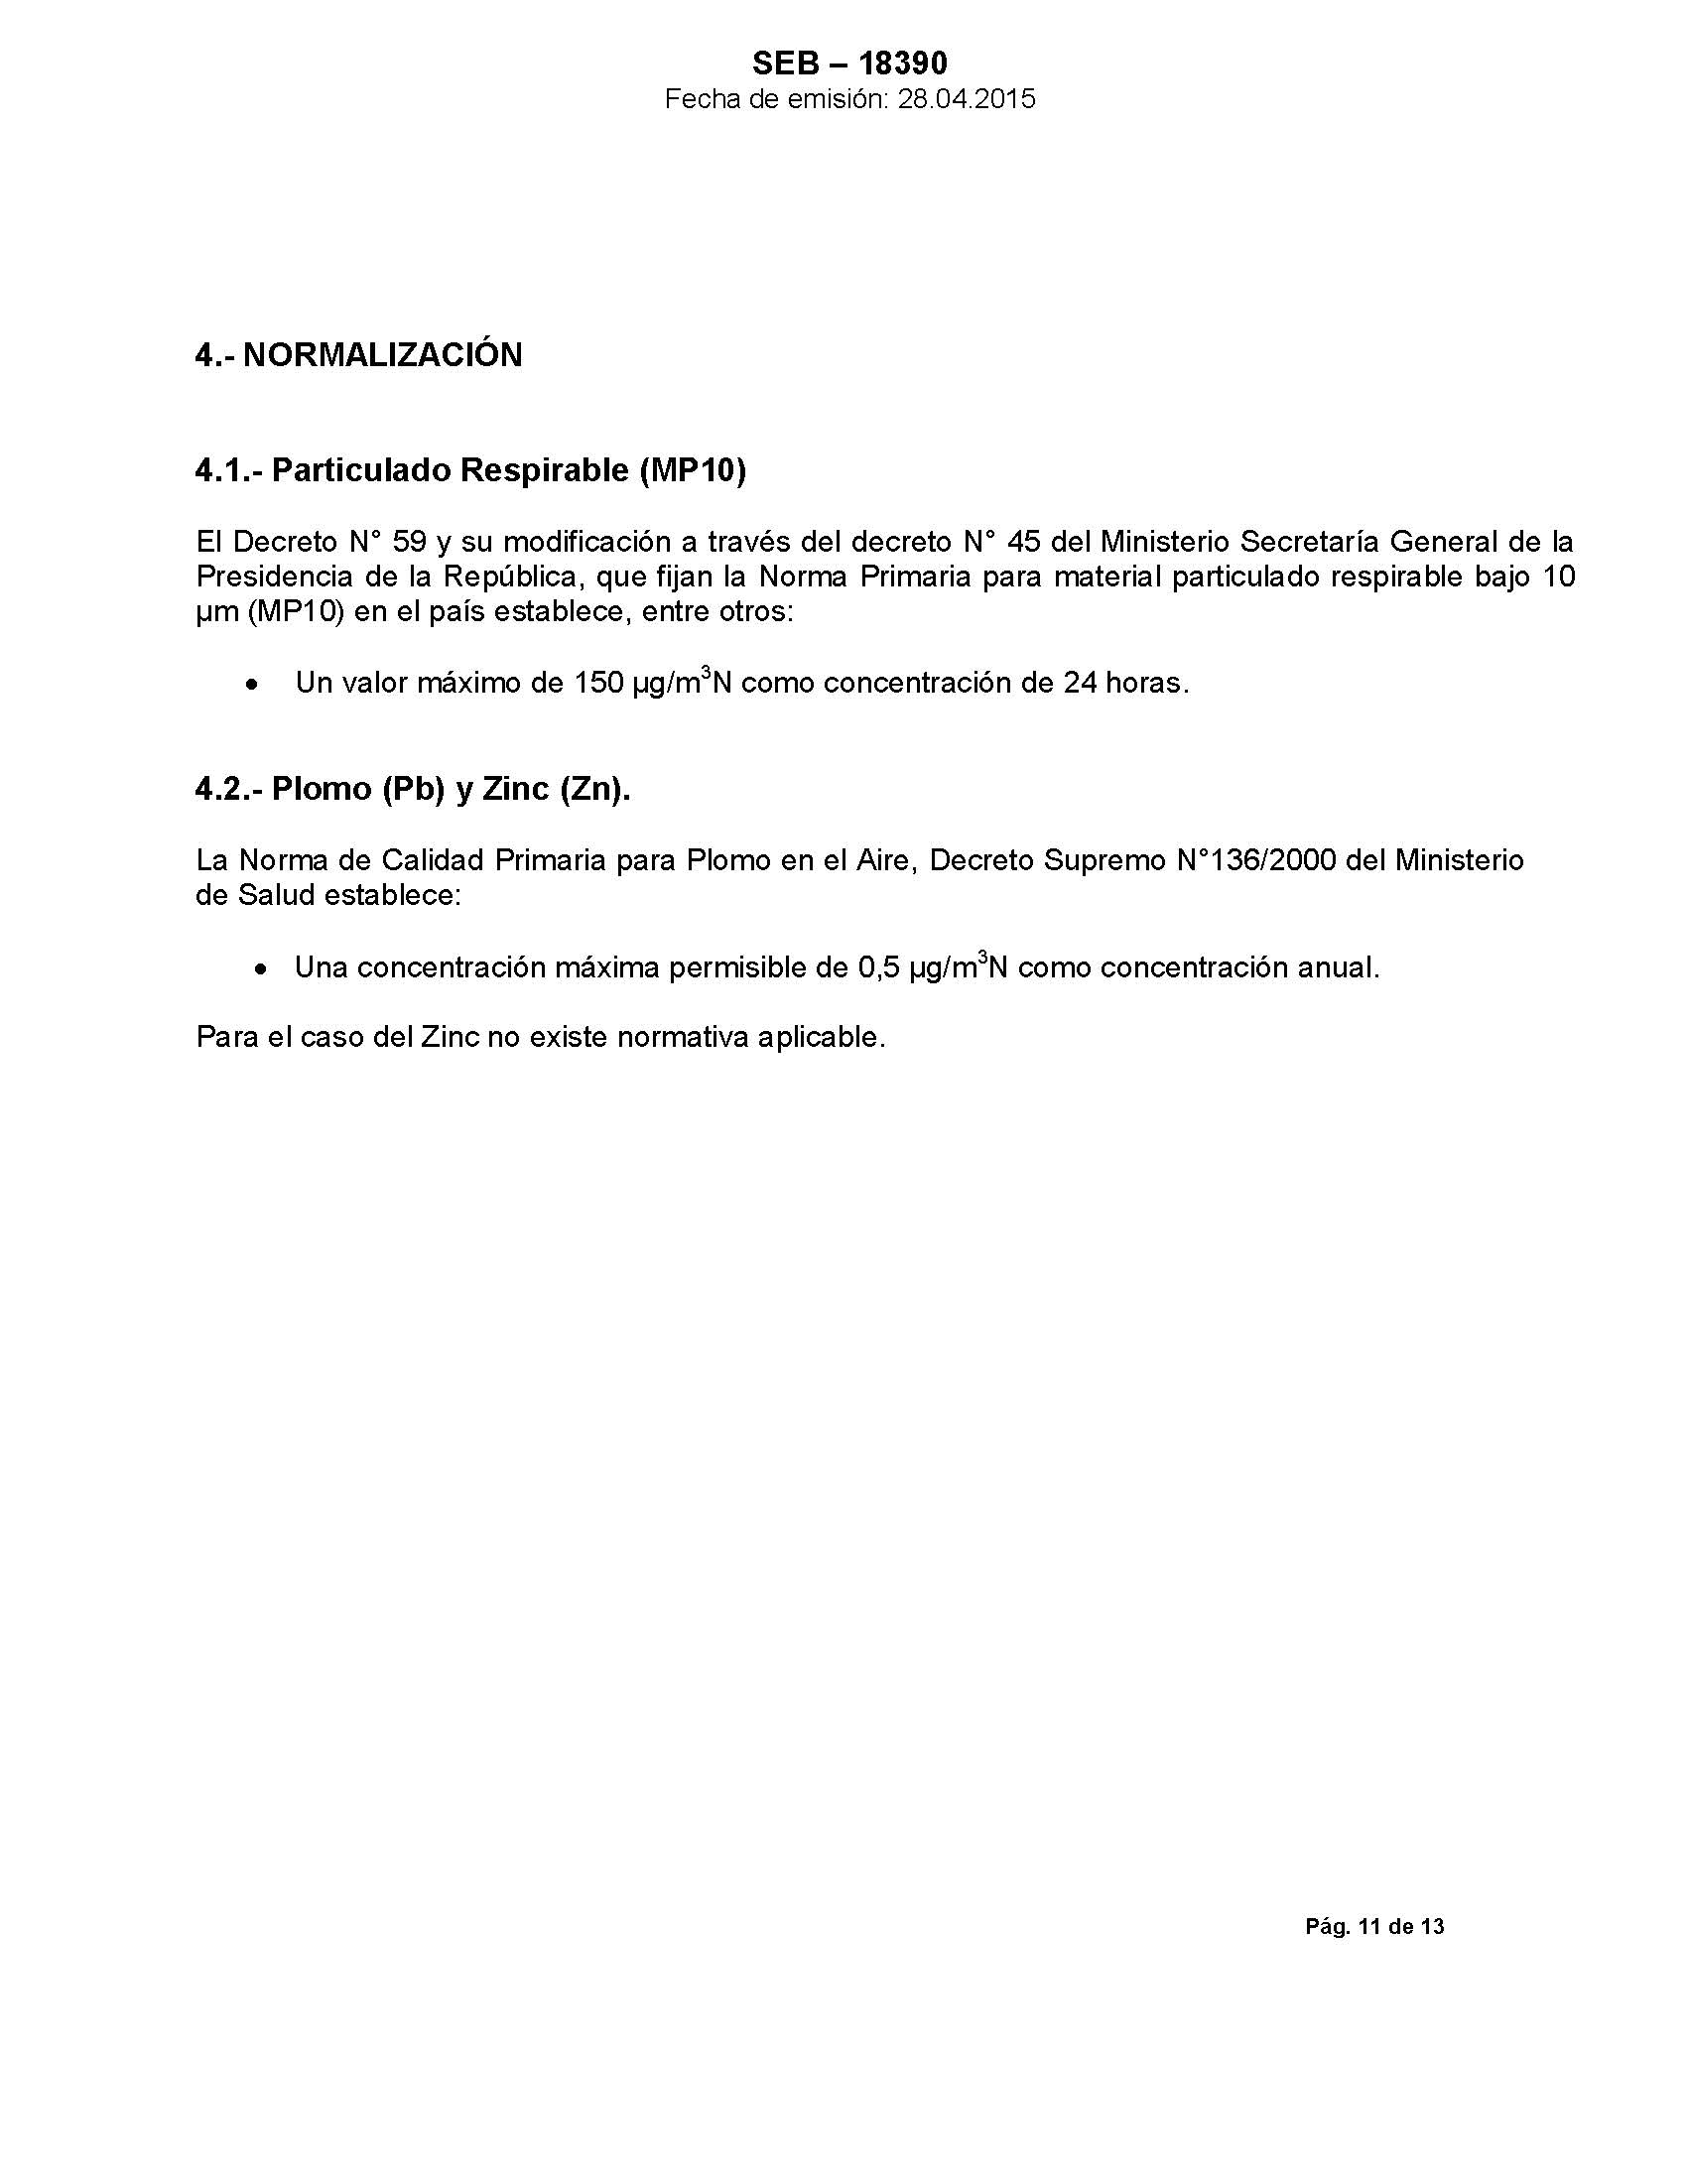 SEB – 18390
Fecha de emisión: 28.04.2015
4.- NORMALIZACIÓN
4.1.- Particulado Respirable (MP10)
El Decreto N° 59 y su modificación a través del decreto N° 45 del Ministerio Secretaría General de la
Presidencia de la República, que fijan la Norma Primaria para material particulado respirable bajo 10
µm (MP10) en el país establece, entre otros:
• Un valor máximo de 150 µg/m³N como concentración de 24 horas.
4.2.- Plomo (Pb) y Zinc (Zn).
La Norma de Calidad Primaria para Plomo en el Aire, Decreto Supremo N°136/2000 del Ministerio
de Salud establece:
• Una concentración máxima permisible de 0,5 µg/m³N como concentración anual.
Para el caso del Zinc no existe normativa aplicable.
Pág. 11 de 13